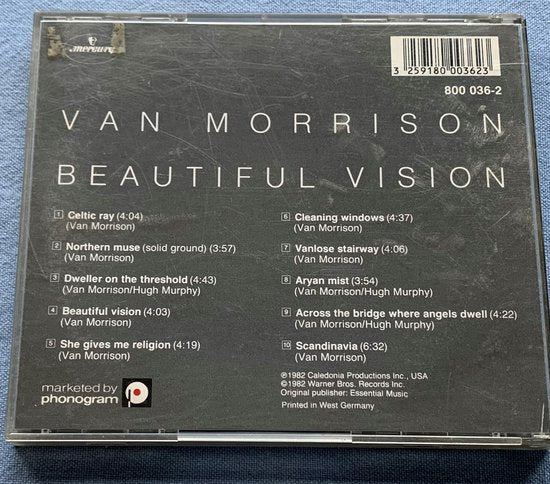 mercury
3 259180 003623
800 036-2
VAN MORRISON
BEAUTIFUL VISION
1 Celtic ray (4:04)
(Van Morrison)
2 Northern muse (solid ground) (3:57)
(Van Morrison)
3 Dweller on the threshold (4:43)
(Van Morrison/Hugh Murphy)
4 Beautiful vision (4:03)
(Van Morrison)
5 She gives me religion (4:19)
(Van Morrison)
6 Cleaning windows (4:37)
(Van Morrison)
7 Vanlose stairway (4:06)
(Van Morrison)
8 Aryan mist (3:54)
(Van Morrison/Hugh Murphy)
9 Across the bridge where angels dwell (4:22)
(Van Morrison/Hugh Murphy)
10 Scandinavia (6:32)
(Van Morrison)
marketed by
phonogram
℗1982 Caledonia Productions Inc., USA
©1982 Warner Bros. Records Inc.
Original publisher: Essential Music
Printed in West Germany